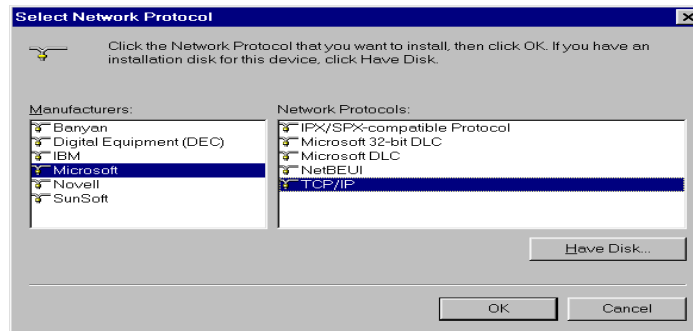 Select Network Protocol
Click the Network Protocol that you want to install, then click OK. If you have an
installation disk for this device, click Have Disk.
Manufacturers:
Banyan
Digital Equipment (DEC)
IBM
Microsoft
Novell
SunSoft
Network Protocols:
IPX/SPX-compatible Protocol
Microsoft 32-bit DLC
Microsoft DLC
NetBEUI
TCP/IP
Have Disk...
OK
Cancel